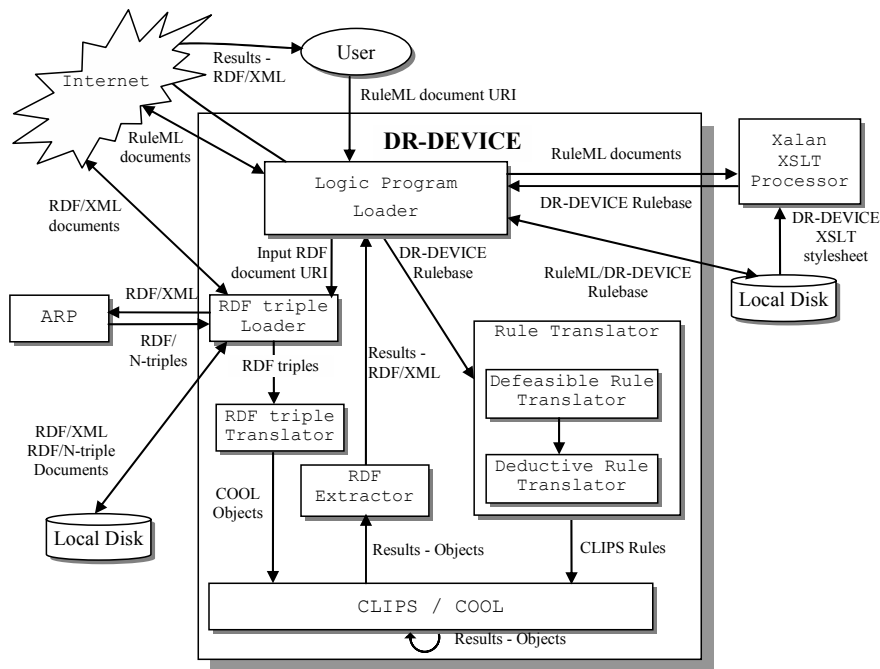 Internet
Results -
RDF/XML
User
RuleML document URI
RuleML
documents
DR-DEVICE
RuleML documents
Xalan
XSLT
Processor
Logic Program
Loader
DR-DEVICE Rulebase
RDF/XML
documents
Input RDF
document URI
DR-DEVICE
Rulebase
RuleML/DR-DEVICE
Rulebase
DR-DEVICE
XSLT
stylesheet
Local Disk
ARP
RDF/XML
RDF/
N-triples
RDF triple
Loader
RDF triples
Results -
RDF/XML
Rule Translator
Defeasible Rule
Translator
Deductive Rule
Translator
RDF triple
Translator
RDF/XML
RDF/N-triple
Documents
Local Disk
COOL
Objects
RDF
Extractor
Results - Objects
CLIPS Rules
CLIPS / COOL
Results - Objects